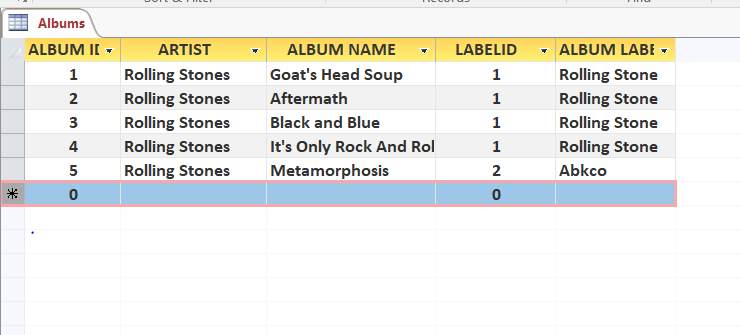 Albums
ALBUM ID ARTIST ALBUM NAME LABELID ALBUM LABE
1 Rolling Stones Goat's Head Soup 1 Rolling Stone
2 Rolling Stones Aftermath 1 Rolling Stone
3 Rolling Stones Black and Blue 1 Rolling Stone
4 Rolling Stones It's Only Rock And Rol 1 Rolling Stone
5 Rolling Stones Metamorphosis 2 Abkco
0 0